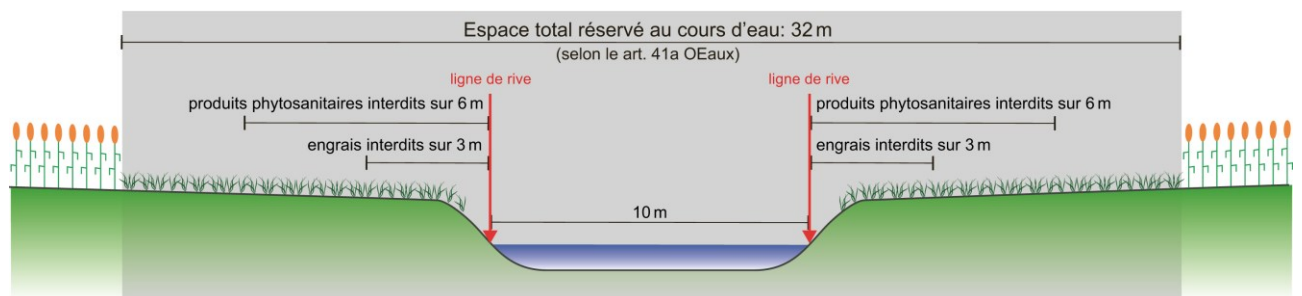 Espace total réservé au cours d'eau: 32 m
(selon le art. 41a OEaux)
ligne de rive
ligne de rive
produits phytosanitaires interdits sur 6 m
produits phytosanitaires interdits sur 6 m
engrais interdits sur 3 m
engrais interdits sur 3 m
10 m